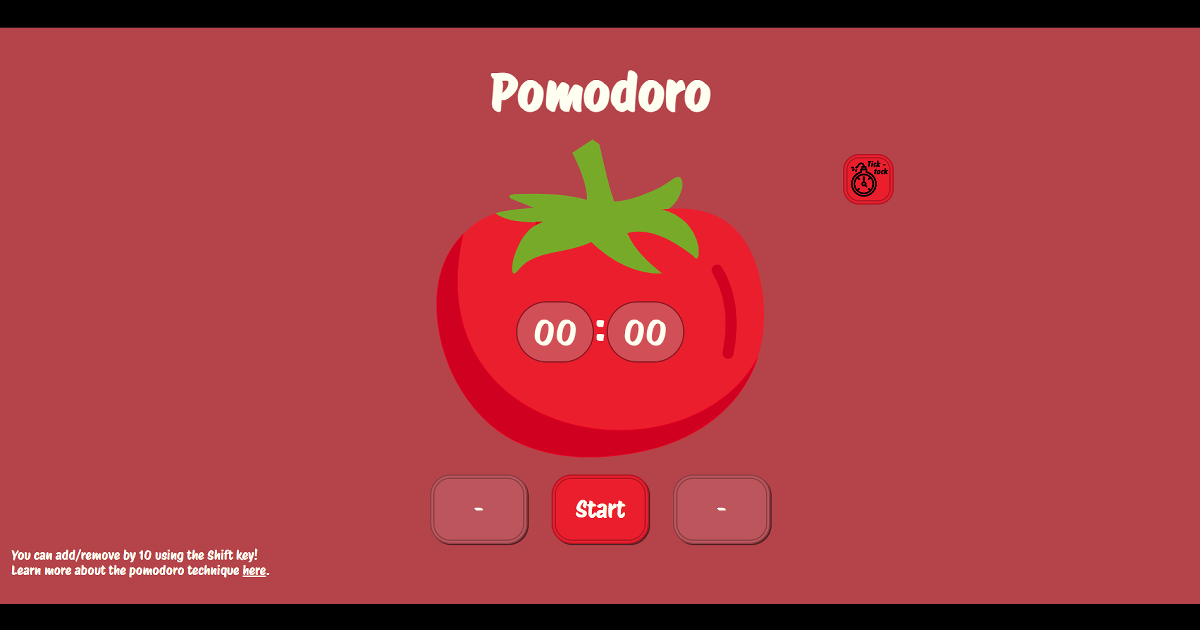 Pomodoro
Tick -
tock
00 : 00
- Start -
You can add/remove by 10 using the Shift key!
Learn more about the pomodoro technique here.